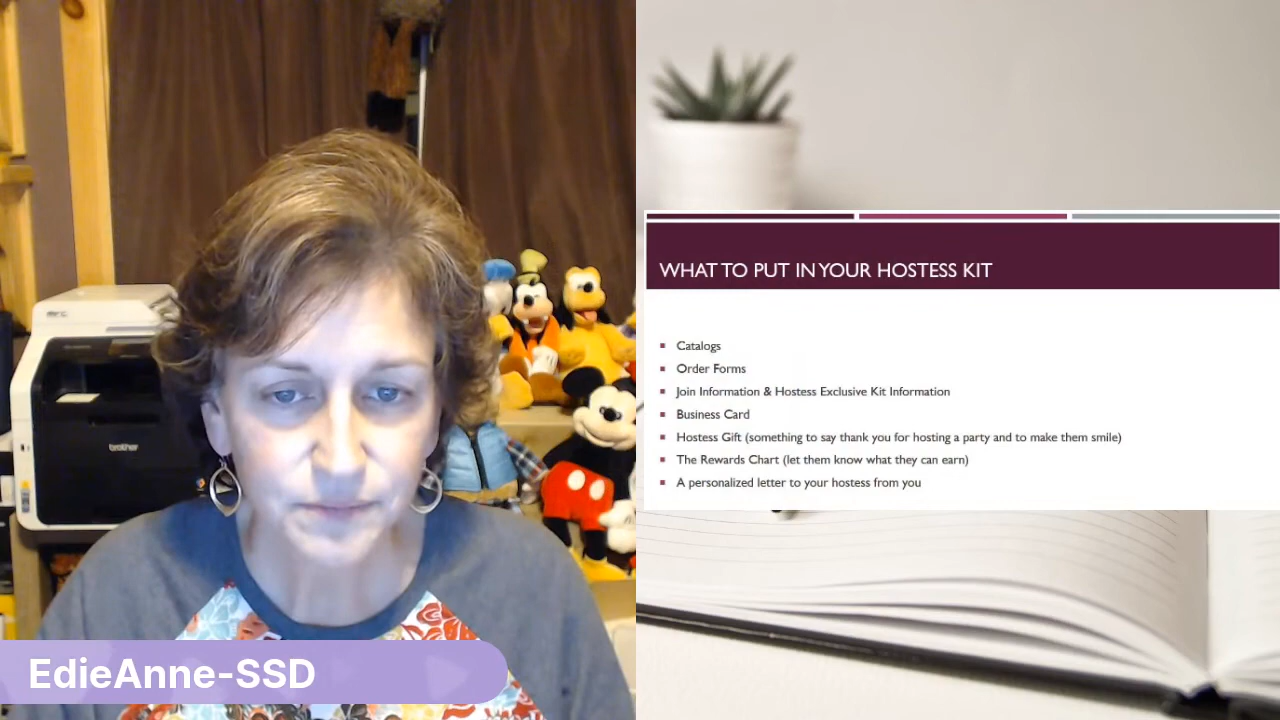 brother
EdieAnne-SSD
WHAT TO PUT IN YOUR HOSTESS KIT
Catalogs
Order Forms
Join Information & Hostess Exclusive Kit Information
Business Card
Hostess Gift (something to say thank you for hosting a party and to make them smile)
The Rewards Chart (let them know what they can earn)
A personalized letter to your hostess from you